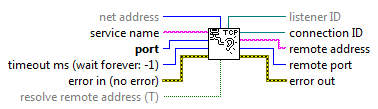 net address
service name
port
timeout ms (wait forever: -1)
error in (no error)
resolve remote address (T)
TCP
listener ID
connection ID
remote address
remote port
error out